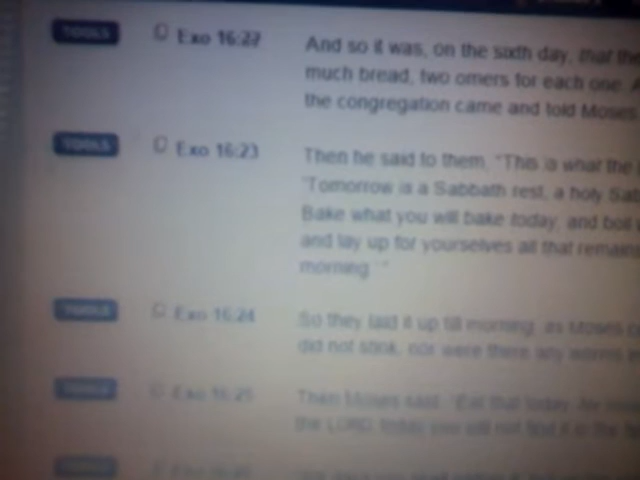 TOOLS Exo 16:22 And so it was, on the sixth day, that
much bread, two omers for each one.
the congregation came and told Moses
TOOLS Exo 16:23 Then he said to them, "This is what the
'Tomorrow is a Sabbath rest, a holy
Bake what you will bake today, and boil
and lay up for yourselves all that remains
morning.'"
TOOLS Exo 16:24 So they laid it up till morning, as Moses
did not stink, nor were there any worms
TOOLS Exo 16:25 Then Moses said, "Eat that today, for
the LORD; today you will not find it in the